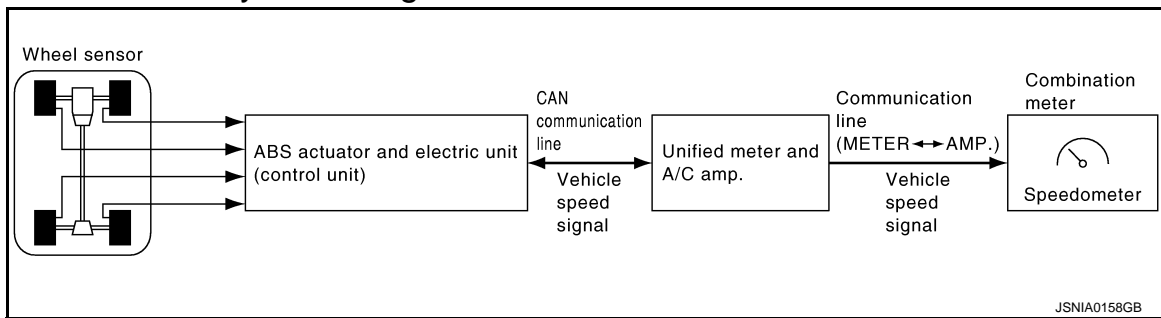 Wheel sensor
ABS actuator and electric unit
(control unit)
CAN
communication
line
Vehicle
speed
signal
Unified meter and
A/C amp.
Communication
line
(METER ↔ AMP.)
Vehicle
speed
signal
Combination
meter
Speedometer
JSNIA0158GB